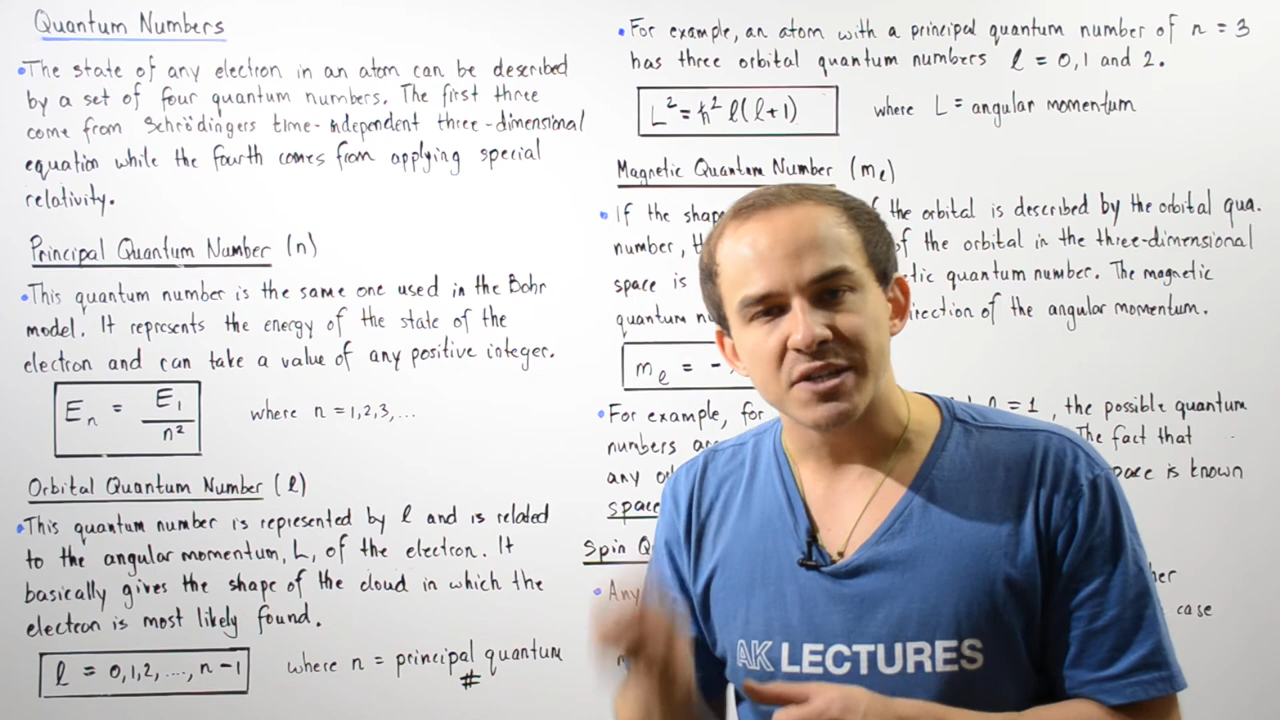 Quantum Numbers
•The state of any electron in an atom can be described
by a set of four quantum numbers. The first three
come from Schrödingers time-independent three-dimensional
equation while the fourth comes from applying special
relativity.
Principal Quantum Number (n)
•This quantum number is the same one used in the Bohr
model. It represents the energy of the state of the
electron and can take a value of any positive integer.
Eₙ = E₁/n² where n = 1,2,3,...
Orbital Quantum Number (ℓ)
•This quantum number is represented by ℓ and is related
to the angular momentum, L, of the electron. It
basically gives the shape of the cloud in which the
electron is most likely found.
ℓ = 0,1,2, ...., n-1 where n = principal quantum
#
•For example, an atom with a principal quantum number of n = 3
has three orbital quantum numbers ℓ = 0,1 and 2.
L² = ħ² ℓ(ℓ+1) where L = angular momentum
Magnetic Quantum Number (mℓ)
•If the the orbital is described by the orbital qua.
number, of the orbital in the three-dimensional
space is quantum number. The magnetic
quantum direction of the angular momentum.
mℓ = -
•For example, for = 1, the possible quantum
numbers The fact that
any is known
space
Spin
•Any
case
AK LECTURES